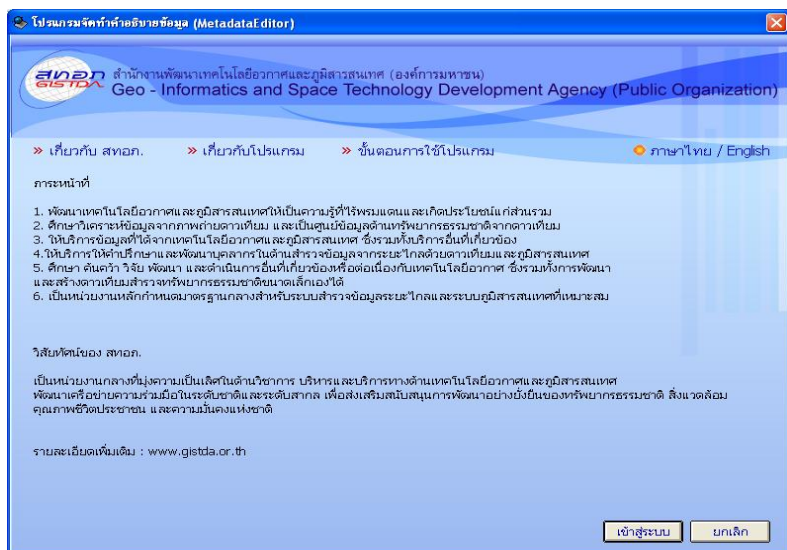 โปรแกรมจัดทำคำอธิบายข้อมูล (MetadataEditor)
สทอภ
GISTDA
สำนักงานพัฒนาเทคโนโลยีอวกาศและภูมิสารสนเทศ (องค์การมหาชน)
Geo - Informatics and Space Technology Development Agency (Public Organization)
» เกี่ยวกับ สทอภ. » เกี่ยวกับโปรแกรม » ขั้นตอนการใช้โปรแกรม ภาษาไทย / English
ภาระหน้าที่
1. พัฒนาเทคโนโลยีอวกาศและภูมิสารสนเทศให้เป็นความรู้ที่ไร้พรมแดนและเกิดประโยชน์แก่ส่วนรวม
2. ศึกษาวิเคราะห์ข้อมูลจากภาพถ่ายดาวเทียม และเป็นศูนย์ข้อมูลด้านทรัพยากรธรรมชาติจากดาวเทียม
3. ให้บริการข้อมูลที่ได้จากเทคโนโลยีอวกาศและภูมิสารสนเทศ ซึ่งรวมทั้งบริการอื่นที่เกี่ยวข้อง
4.ให้บริการให้คำปรึกษาและพัฒนาบุคลากรในด้านสำรวจข้อมูลจากระยะไกลด้วยดาวเทียมและภูมิสารสนเทศ
5. ศึกษา ค้นคว้า วิจัย พัฒนา และดำเนินการอื่นที่เกี่ยวข้องหรือต่อเนื่องกับเทคโนโลยีอวกาศ ซึ่งรวมทั้งการพัฒนา
และสร้างดาวเทียมสำรวจทรัพยากรธรรมชาติขนาดเล็กเองได้
6. เป็นหน่วยงานหลักกำหนดมาตรฐานกลางสำหรับระบบสำรวจข้อมูลระยะไกลและระบบภูมิสารสนเทศที่เหมาะสม
วิสัยทัศน์ของ สทอภ.
เป็นหน่วยงานกลางที่มุ่งความเป็นเลิศในด้านวิชาการ บริหารและบริการทางด้านเทคโนโลยีอวกาศและภูมิสารสนเทศ
พัฒนาเครือข่ายความร่วมมือในระดับชาติและระดับสากล เพื่อส่งเสริมสนับสนุนการพัฒนาอย่างยั่งยืนของทรัพยากรธรรมชาติ สิ่งแวดล้อม
คุณภาพชีวิตประชาชน และความมั่นคงแห่งชาติ
รายละเอียดเพิ่มเติม : www.gistda.or.th
เข้าสู่ระบบ ยกเลิก